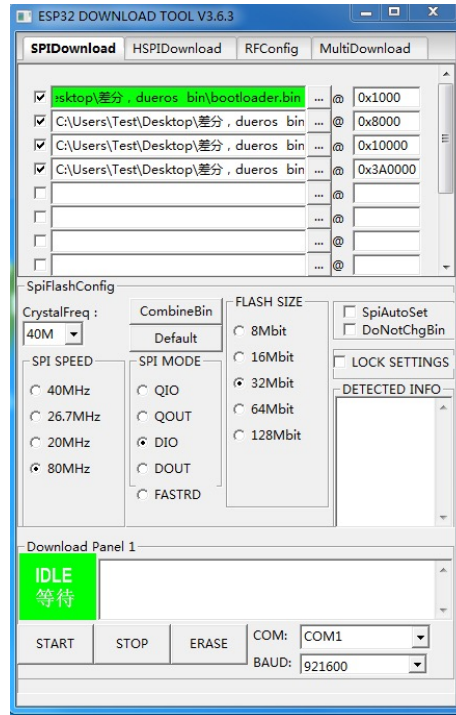 ESP32 DOWNLOAD TOOL V3.6.3
SPIDownload HSPIDownload RFConfig MultiDownload
esktop\差分，dueros bin\bootloader.bin ... @ 0x1000
C:\Users\Test\Desktop\差分，dueros bin ... @ 0x8000
C:\Users\Test\Desktop\差分，dueros bin ... @ 0x10000
C:\Users\Test\Desktop\差分，dueros bin ... @ 0x3A0000
... @
... @
... @
... @
SpiFlashConfig
CrystalFreq :
40M
CombineBin
Default
SPI SPEED
40MHz
26.7MHz
20MHz
80MHz
SPI MODE
QIO
QOUT
DIO
DOUT
FASTRD
FLASH SIZE
8Mbit
16Mbit
32Mbit
64Mbit
128Mbit
SpiAutoSet
DoNotChgBin
LOCK SETTINGS
DETECTED INFO
Download Panel 1
IDLE
等待
START STOP ERASE
COM: COM1
BAUD: 921600